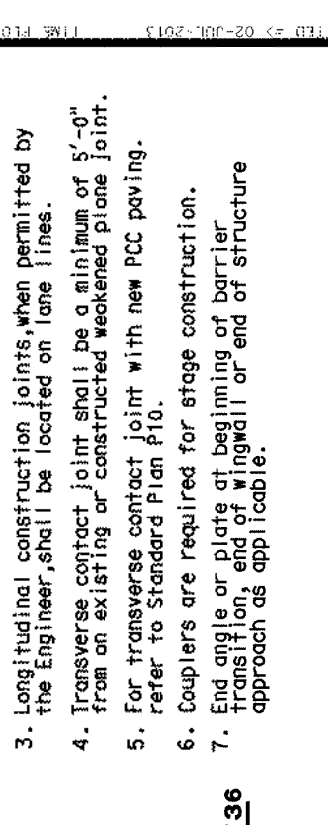 3. Longitudinal construction joints,when permitted by
the Engineer,shall be located on lane lines.
4. Transverse contact joint shall be a minimum of 5'-0"
from an existing or constructed weakened plane joint.
5. For transverse contact joint with new PCC paving.
refer to Standard Plan P10.
6. Couplers are required for stage construction.
7. End angle or plate at beginning of barrier
transition, end of wingwall or end of structure
approach as applicable.
36
=> 02-JUL-2013